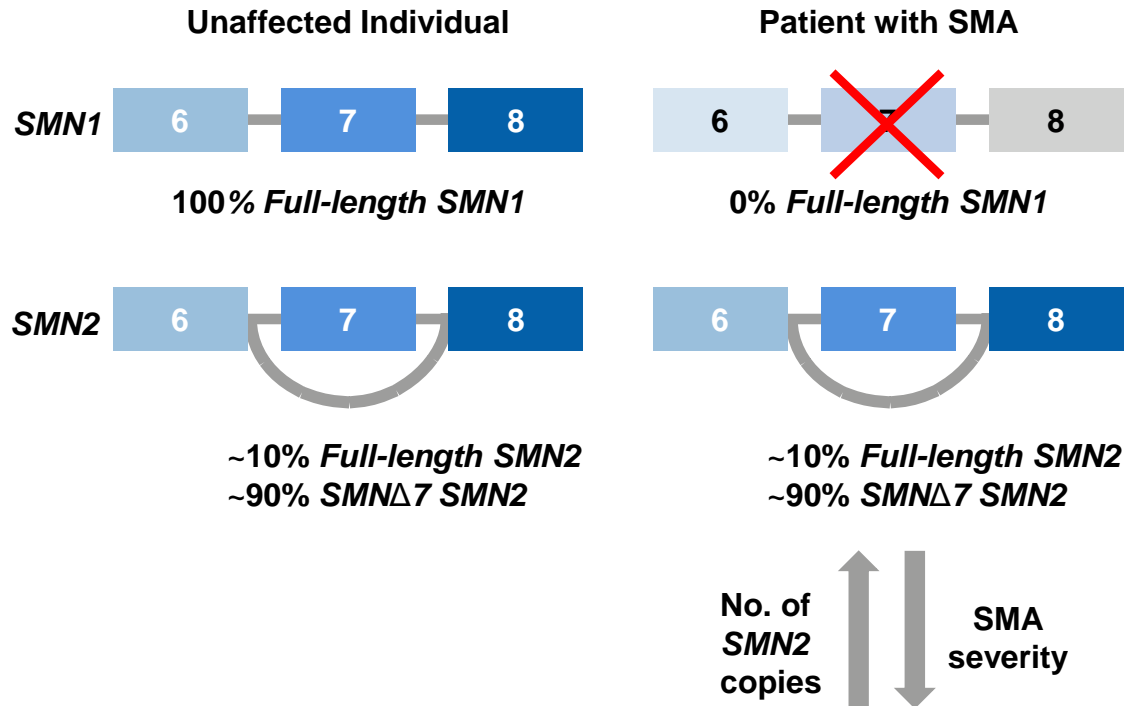 Unaffected Individual
Patient with SMA
SMN1
6
7
8
6
7
8
100% Full-length SMN1
0% Full-length SMN1
SMN2
6
7
8
6
7
8
~10% Full-length SMN2
~90% SMNΔ7 SMN2
~10% Full-length SMN2
~90% SMNΔ7 SMN2
No. of
SMN2
copies
SMA
severity